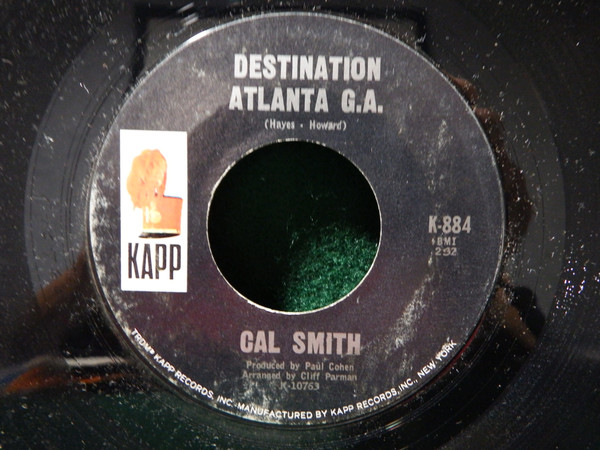 DESTINATION
ATLANTA G.A.
(Hayes - Howard)
KAPP
K-884
BMI
2:32
CAL SMITH
Produced by Paul Cohen
Arranged by Cliff Parman
K-10763
KAPP RECORDS, INC. MANUFACTURED BY KAPP RECORDS, INC., NEW YORK